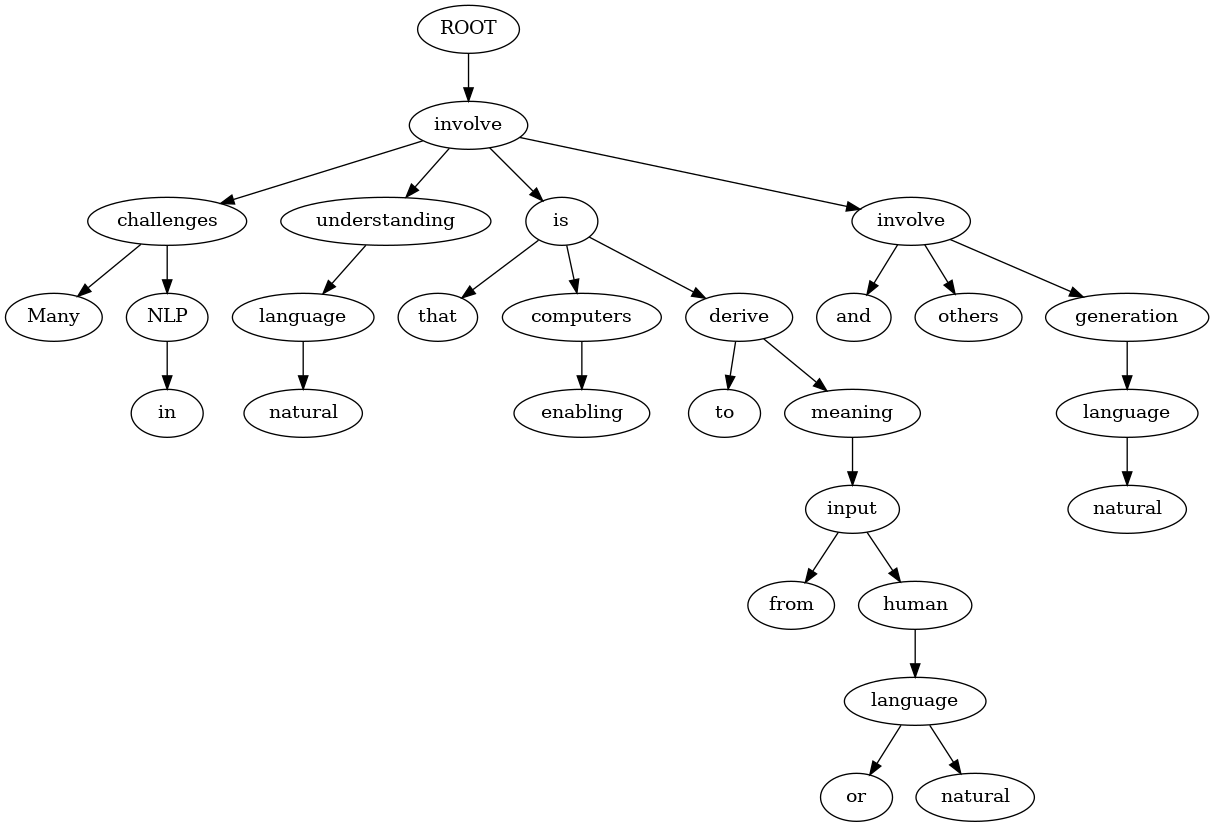 ROOT
involve
challenges understanding is involve
Many NLP language that computers derive and others generation
in natural enabling to meaning language
input natural
from human
language
or natural